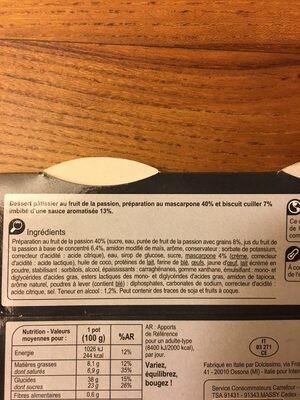 Dessert pâtissier au fruit de la passion, préparation au mascarpone 40% et biscuit cuiller 7%
imbibé d'une sauce aromatisée 13%.
Ingrédients
Préparation au fruit de la passion 40% (sucre, eau, purée de fruit de la passion avec grains 8%, jus du fruit de
la passion à base de concentré 6,4%, amidon modifié de maïs, arôme, conservateur : sorbate de potassium,
correcteur d'acidité : acide citrique), eau, sirop de glucose, sucre, mascarpone 4% (crème, correcteur
d'acidité : acide lactique), huile de coco, protéines de lait, farine de blé, œufs, jaune d'œuf, lait écrémé en
poudre, stabilisant : sorbitols, alcool, épaississants : carraghénanes, gomme xanthane, émulsifiant : mono- et
diglycérides d'acides gras, esters lactiques des mono- et diglycérides d'acides gras, amidon de tapioca,
arôme naturel, poudres à lever (contient blé) : diphosphates, carbonates de sodium, correcteur d'acidité :
acide citrique, sel. Teneur en alcool : 1,2%. Peut contenir des traces de soja et fruits à coque.
Nutrition - Valeurs
moyennes pour :
1 pot
(100 g)
%AR
Energie
1026 kJ
244 kcal
12%
Matières grasses
dont saturés
8,1 g
6,9 g
12%
35%
Glucides
dont sucres
38 g
23 g
15%
26%
Fibres alimentaires
0.6 g
AR : Apports
de Référence
pour un adulte-type
(8400 kJ/2000 kcal),
par jour.
Variez,
équilibrez,
bougez !
IT
03 271
CE
Fabriqué en Italie par Dolcissimo, via
41 - 20090 Ossona (MI) - Italie pour
Service Consommateurs Carrefour
TSA 91431 - 91343 MASSY Cedex